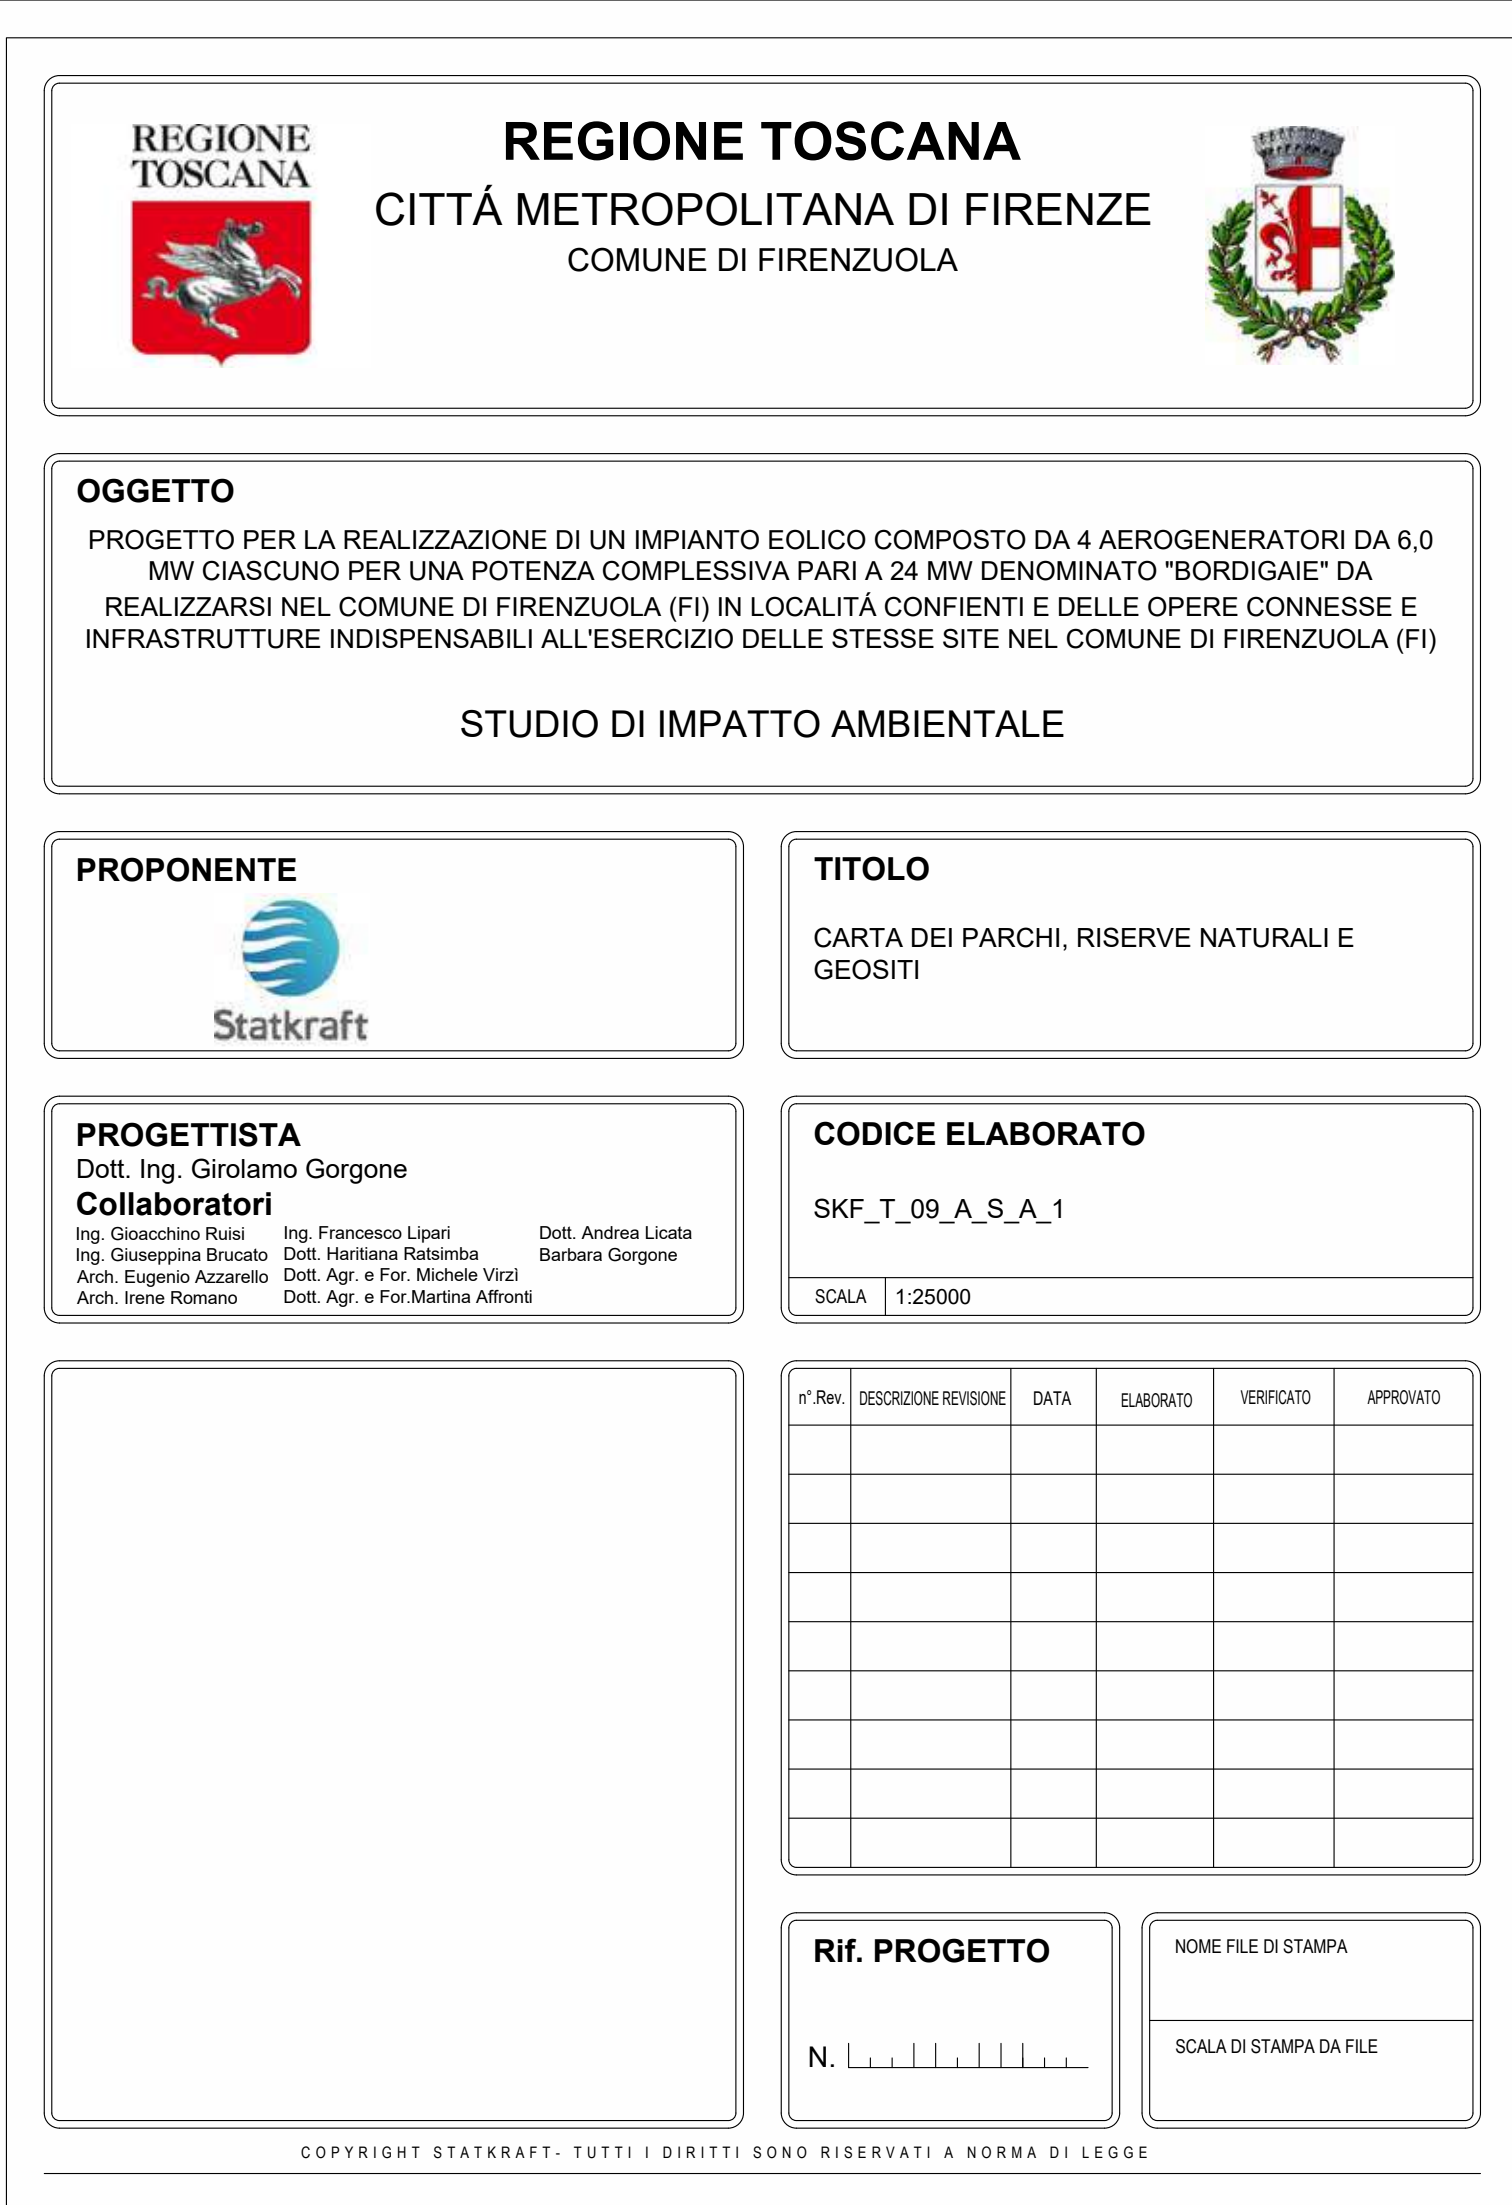 REGIONE
TOSCANA
REGIONE TOSCANA
CITTÁ METROPOLITANA DI FIRENZE
COMUNE DI FIRENZUOLA
OGGETTO
PROGETTO PER LA REALIZZAZIONE DI UN IMPIANTO EOLICO COMPOSTO DA 4 AEROGENERATORI DA 6,0
MW CIASCUNO PER UNA POTENZA COMPLESSIVA PARI A 24 MW DENOMINATO "BORDIGAIE" DA
REALIZZARSI NEL COMUNE DI FIRENZUOLA (FI) IN LOCALITÁ CONFIENTI E DELLE OPERE CONNESSE E
INFRASTRUTTURE INDISPENSABILI ALL'ESERCIZIO DELLE STESSE SITE NEL COMUNE DI FIRENZUOLA (FI)
STUDIO DI IMPATTO AMBIENTALE
PROPONENTE
Statkraft
TITOLO
CARTA DEI PARCHI, RISERVE NATURALI E
GEOSITI
PROGETTISTA
Dott. Ing. Girolamo Gorgone
Collaboratori
Ing. Gioacchino Ruisi Ing. Francesco Lipari Dott. Andrea Licata
Ing. Giuseppina Brucato Dott. Haritiana Ratsimba Barbara Gorgone
Arch. Eugenio Azzarello Dott. Agr. e For. Michele Virzì
Arch. Irene Romano Dott. Agr. e For.Martina Affronti
CODICE ELABORATO
SKF_T_09_A_S_A_1
SCALA 1:25000
n°.Rev. DESCRIZIONE REVISIONE DATA ELABORATO VERIFICATO APPROVATO
Rif. PROGETTO
N.
NOME FILE DI STAMPA
SCALA DI STAMPA DA FILE
COPYRIGHT STATKRAFT- TUTTI I DIRITTI SONO RISERVATI A NORMA DI LEGGE